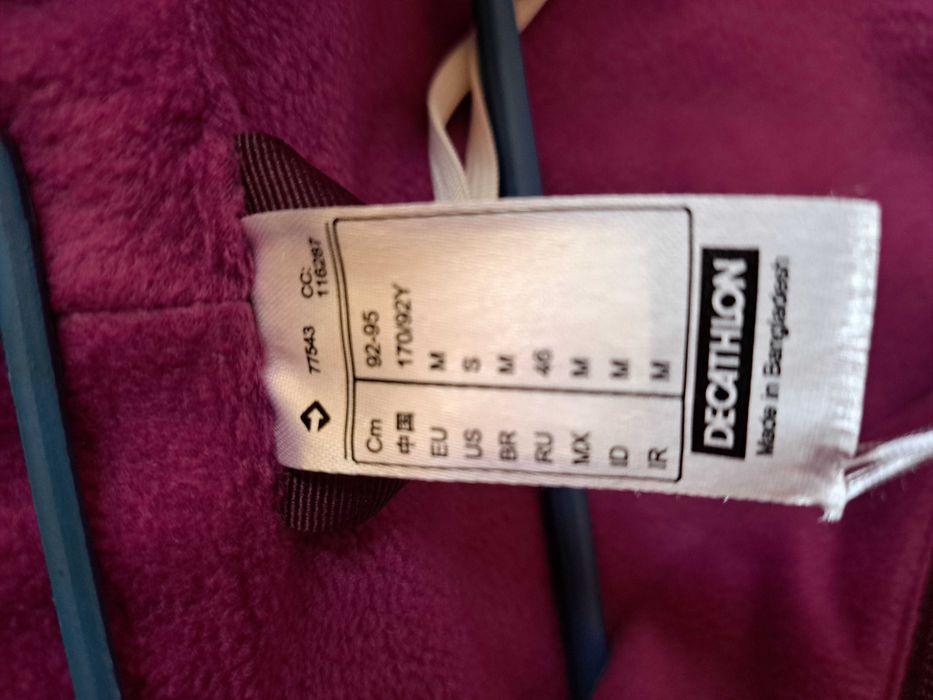 77543 CC:
116287
Cm 92-95
中国 170/92Y
EU M
US S
BR M
RU 46
MX M
ID M
IR M
DECATHLON
Made in Bangladesh